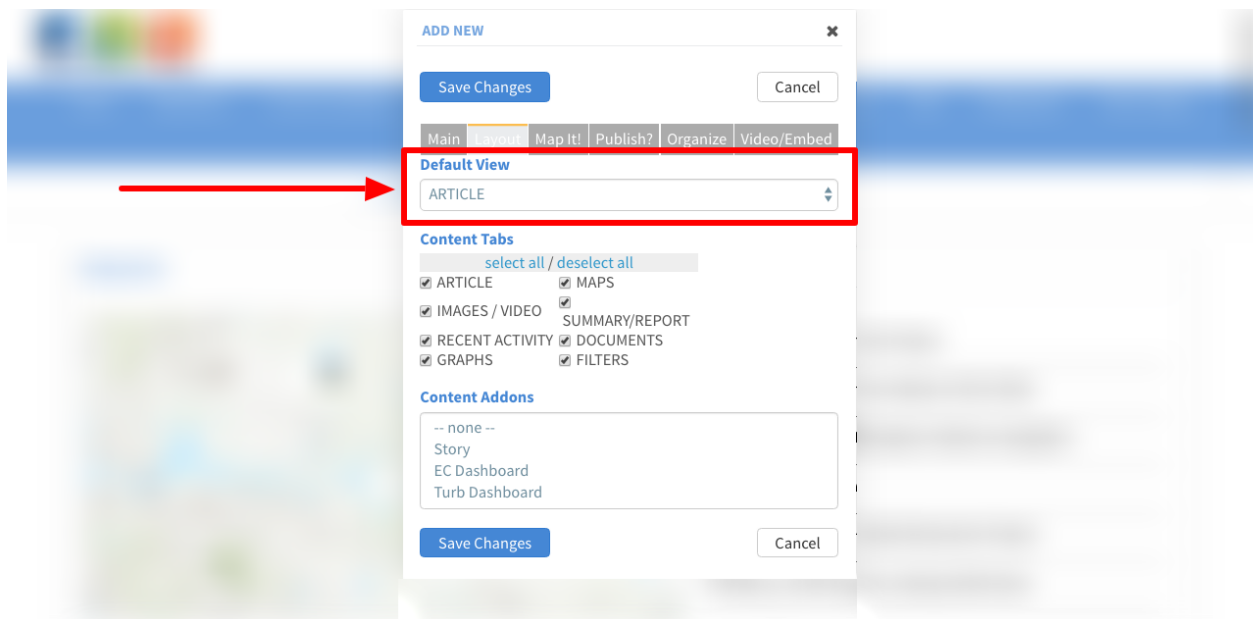 ADD NEW ✖
Save Changes Cancel
Main Layout Map It! Publish? Organize Video/Embed
Default View
ARTICLE
Content Tabs
select all / deselect all
ARTICLE MAPS
IMAGES / VIDEO SUMMARY/REPORT
RECENT ACTIVITY DOCUMENTS
GRAPHS FILTERS
Content Addons
-- none --
Story
EC Dashboard
Turb Dashboard
Save Changes Cancel